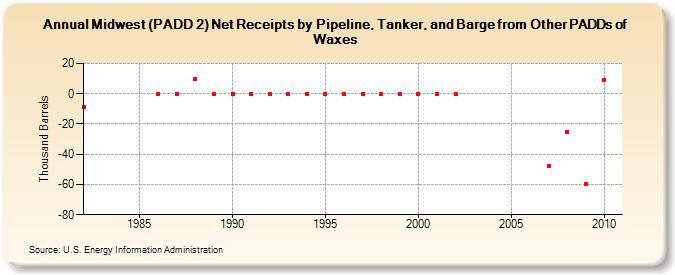 Annual Midwest (PADD 2) Net Receipts by Pipeline, Tanker, and Barge from Other PADDs of
Waxes
Thousand Barrels
20
0
-20
-40
-60
-80
1985 1990 1995 2000 2005 2010
Source: U.S. Energy Information Administration